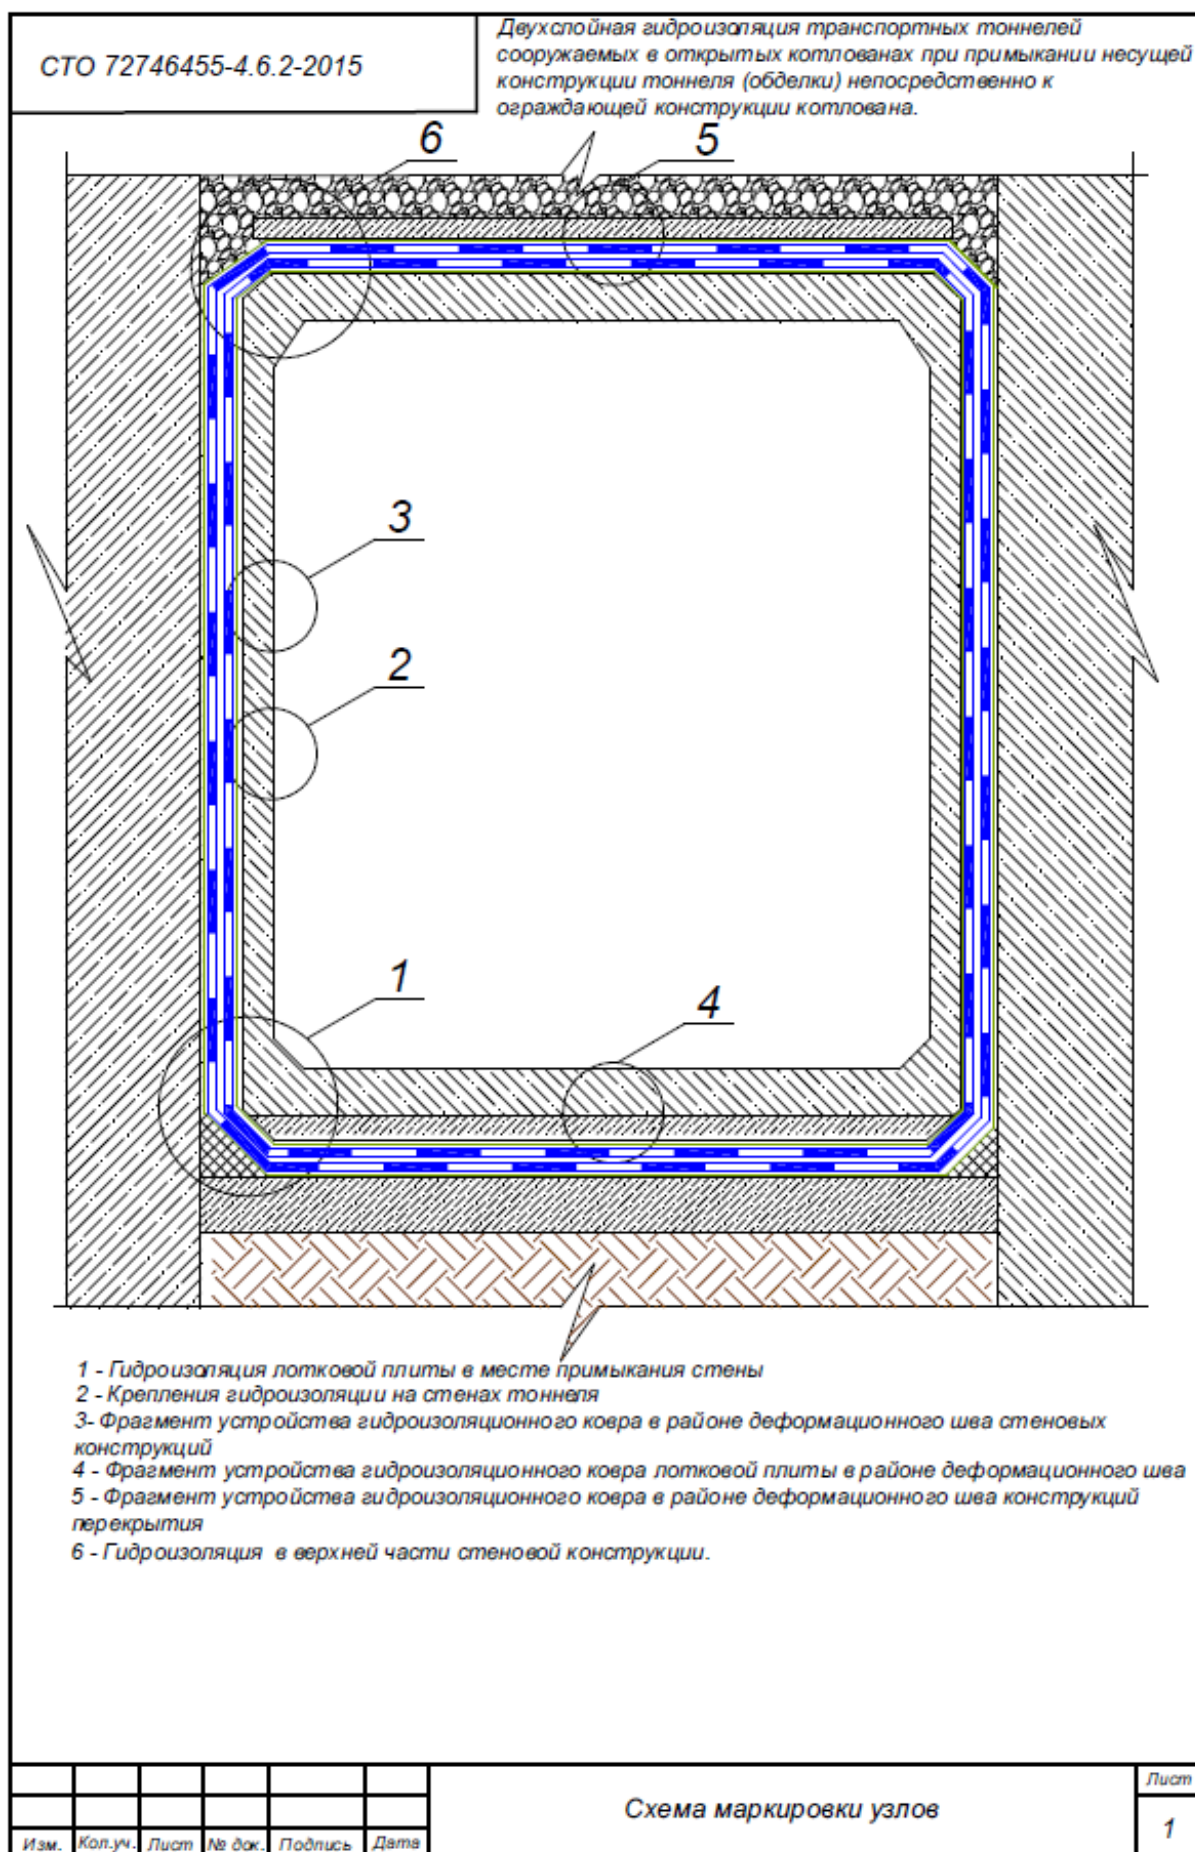 СТО 72746455-4.6.2-2015
Двухслойная гидроизоляция транспортных тоннелей
сооружаемых в открытых котлованах при примыкании несущей
конструкции тоннеля (обделки) непосредственно к
ограждающей конструкции котлована.
6
5
3
2
1
4
1 - Гидроизоляция лотковой плиты в месте примыкания стены
2 - Крепления гидроизоляции на стенах тоннеля
3- Фрагмент устройства гидроизоляционного ковра в районе деформационного шва стеновых
конструкций
4 - Фрагмент устройства гидроизоляционного ковра лотковой плиты в районе деформационного шва
5 - Фрагмент устройства гидроизоляционного ковра в районе деформационного шва конструкций
перекрытия
6 - Гидроизоляция в верхней части стеновой конструкции.
Изм. Кол.уч. Лист № док. Подпись Дата
Схема маркировки узлов
Лист
1